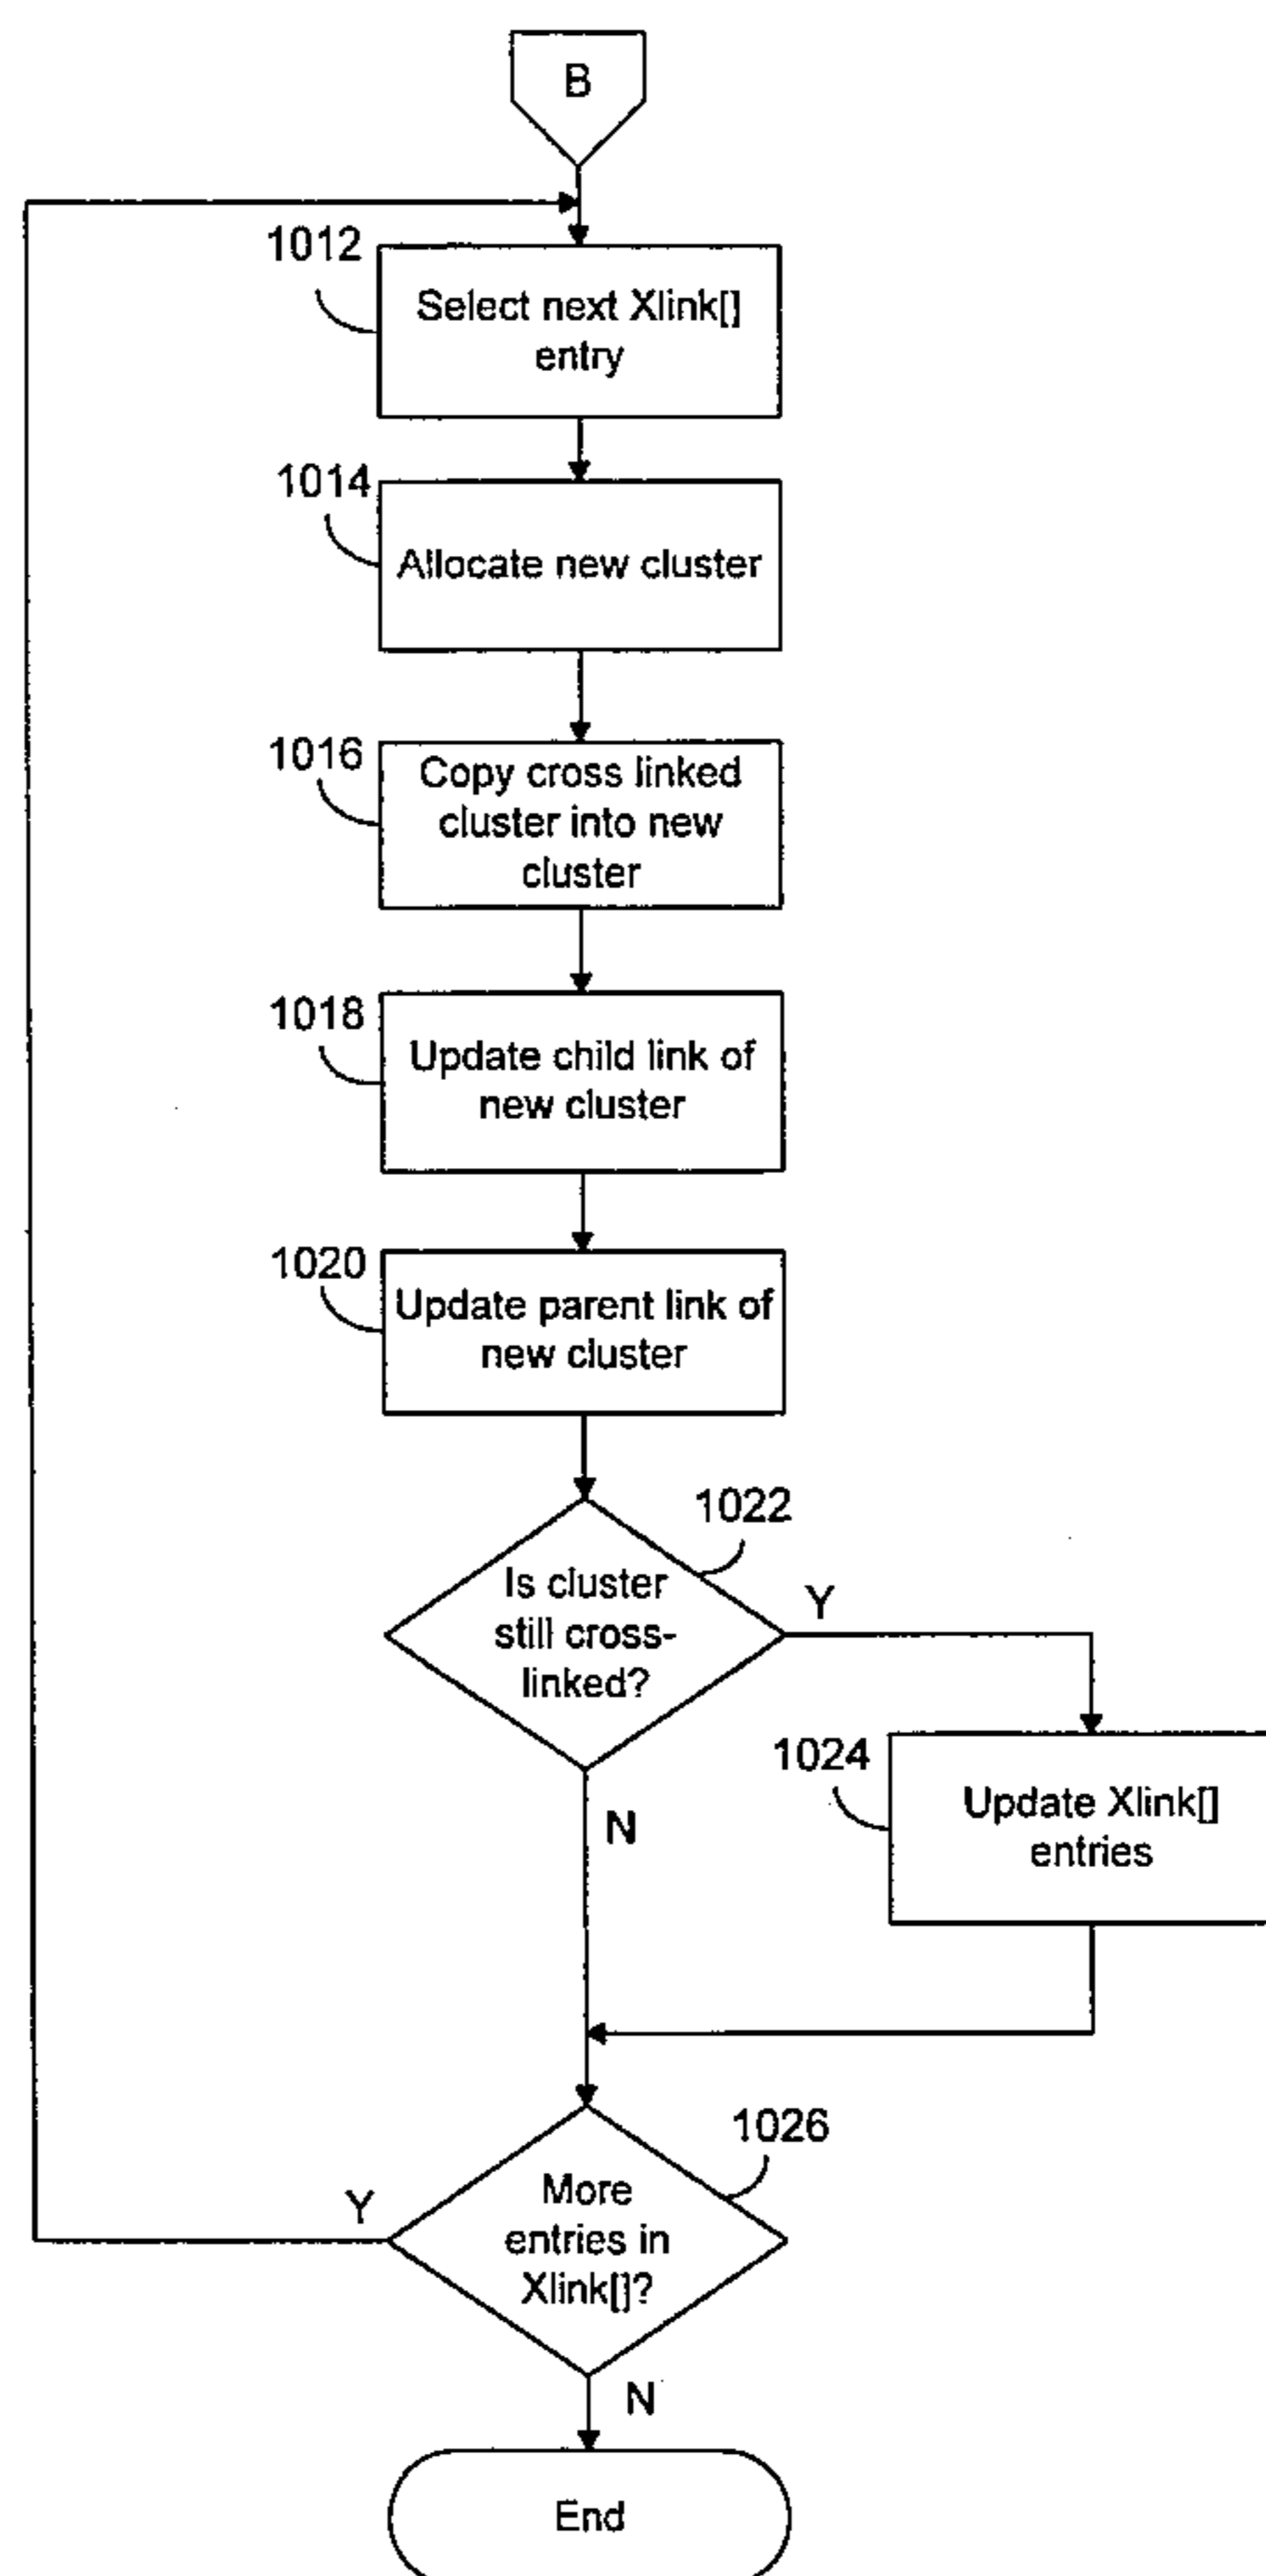 B
1012
Select next Xlink[]
entry
1014
Allocate new cluster
1016
Copy cross linked
cluster into new
cluster
1018
Update child link of
new cluster
1020
Update parent link of
new cluster
1022
Is cluster
still cross-
linked?
Y
N
1024
Update Xlink[]
entries
1026
More
entries in
Xlink[]?
Y
N
End